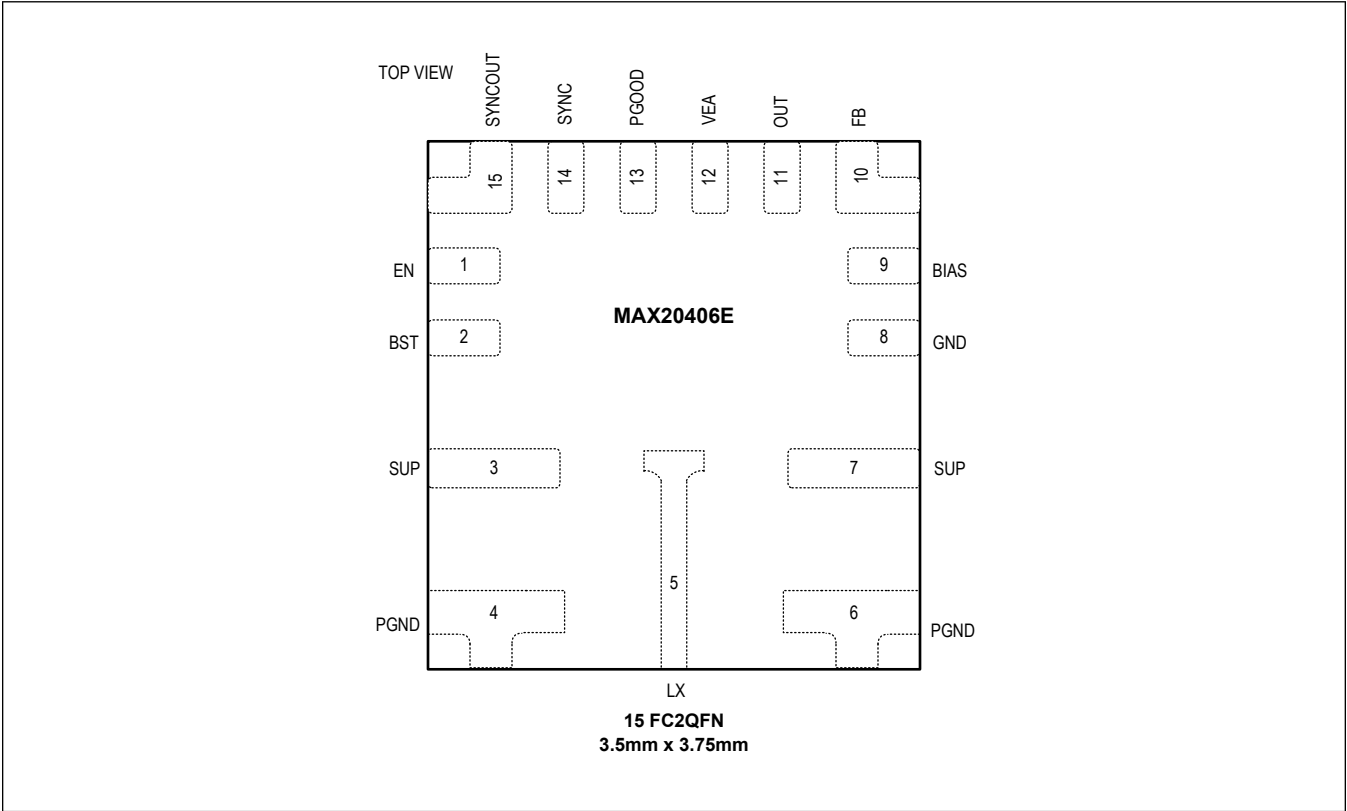 TOP VIEW
SYNCOUT
SYNC
PGOOD
VEA
OUT
FB
15
14
13
12
11
10
EN
1
9
BIAS
MAX20406E
BST
2
8
GND
SUP
3
7
SUP
5
PGND
4
6
PGND
LX
15 FC2QFN
3.5mm x 3.75mm